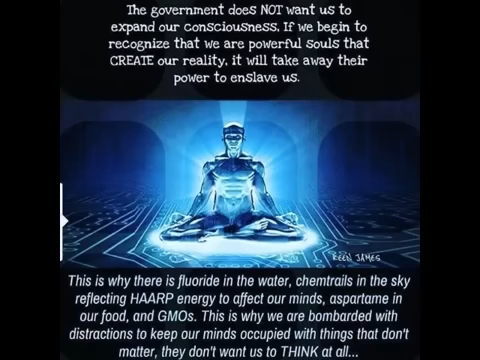 The government does NOT want us to
expand our consciousness. If we begin to
recognize that we are powerful souls that
CREATE our reality, it will take away their
power to enslave us.
KEEN JAMES
This is why there is fluoride in the water, chemtrails in the sky
reflecting HAARP energy to affect our minds, aspartame in
our food, and GMOs. This is why we are bombarded with
distractions to keep our minds occupied with things that don't
matter, they don't want us to THINK at all...